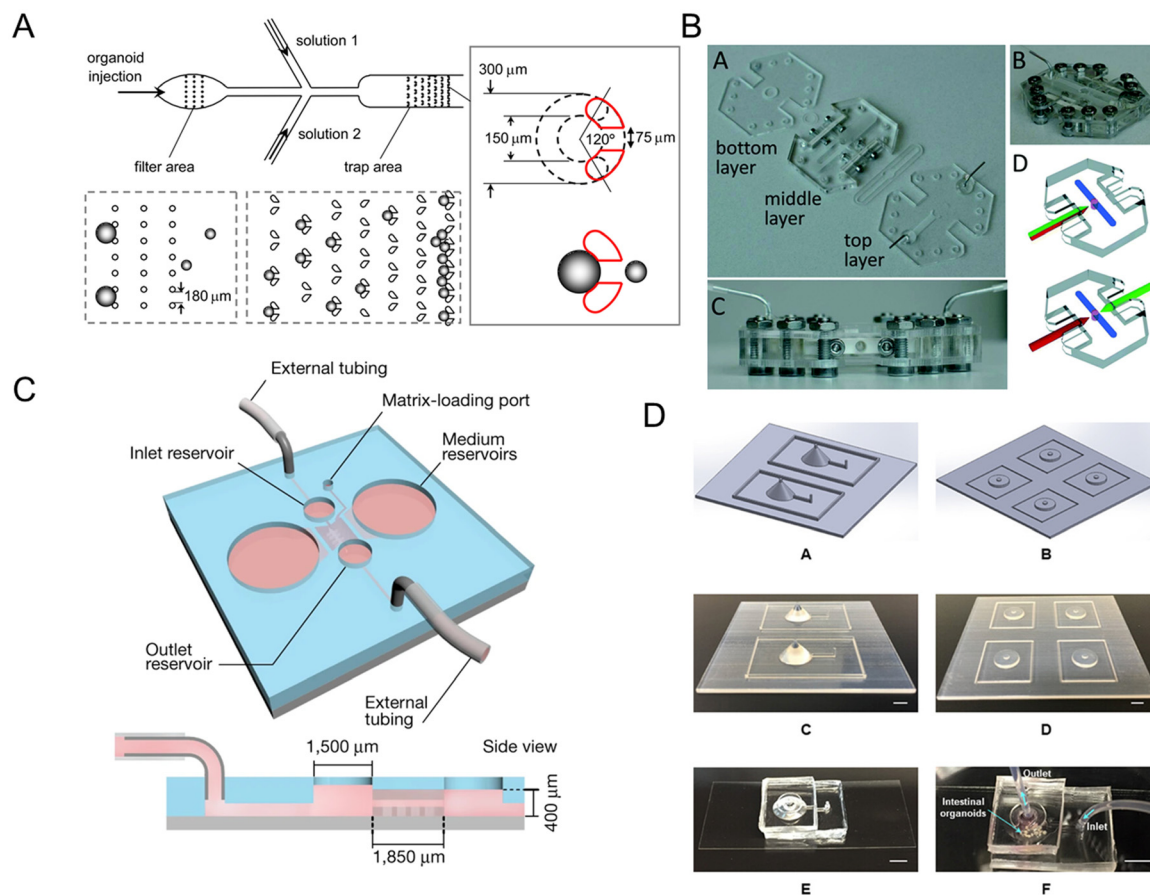 A
organoid
injection
solution 1
solution 2
filter area
trap area
300 µm
150 µm
120°
75 µm
180 µm
B
A
bottom
layer
middle
layer
top
layer
B
C
D
C
External tubing
Matrix-loading port
Inlet reservoir
Medium
reservoirs
Outlet
reservoir
External
tubing
1,500 µm
Side view
400 µm
1,850 µm
D
A
B
C
D
Outlet
Intestinal
organoids
Inlet
E
F